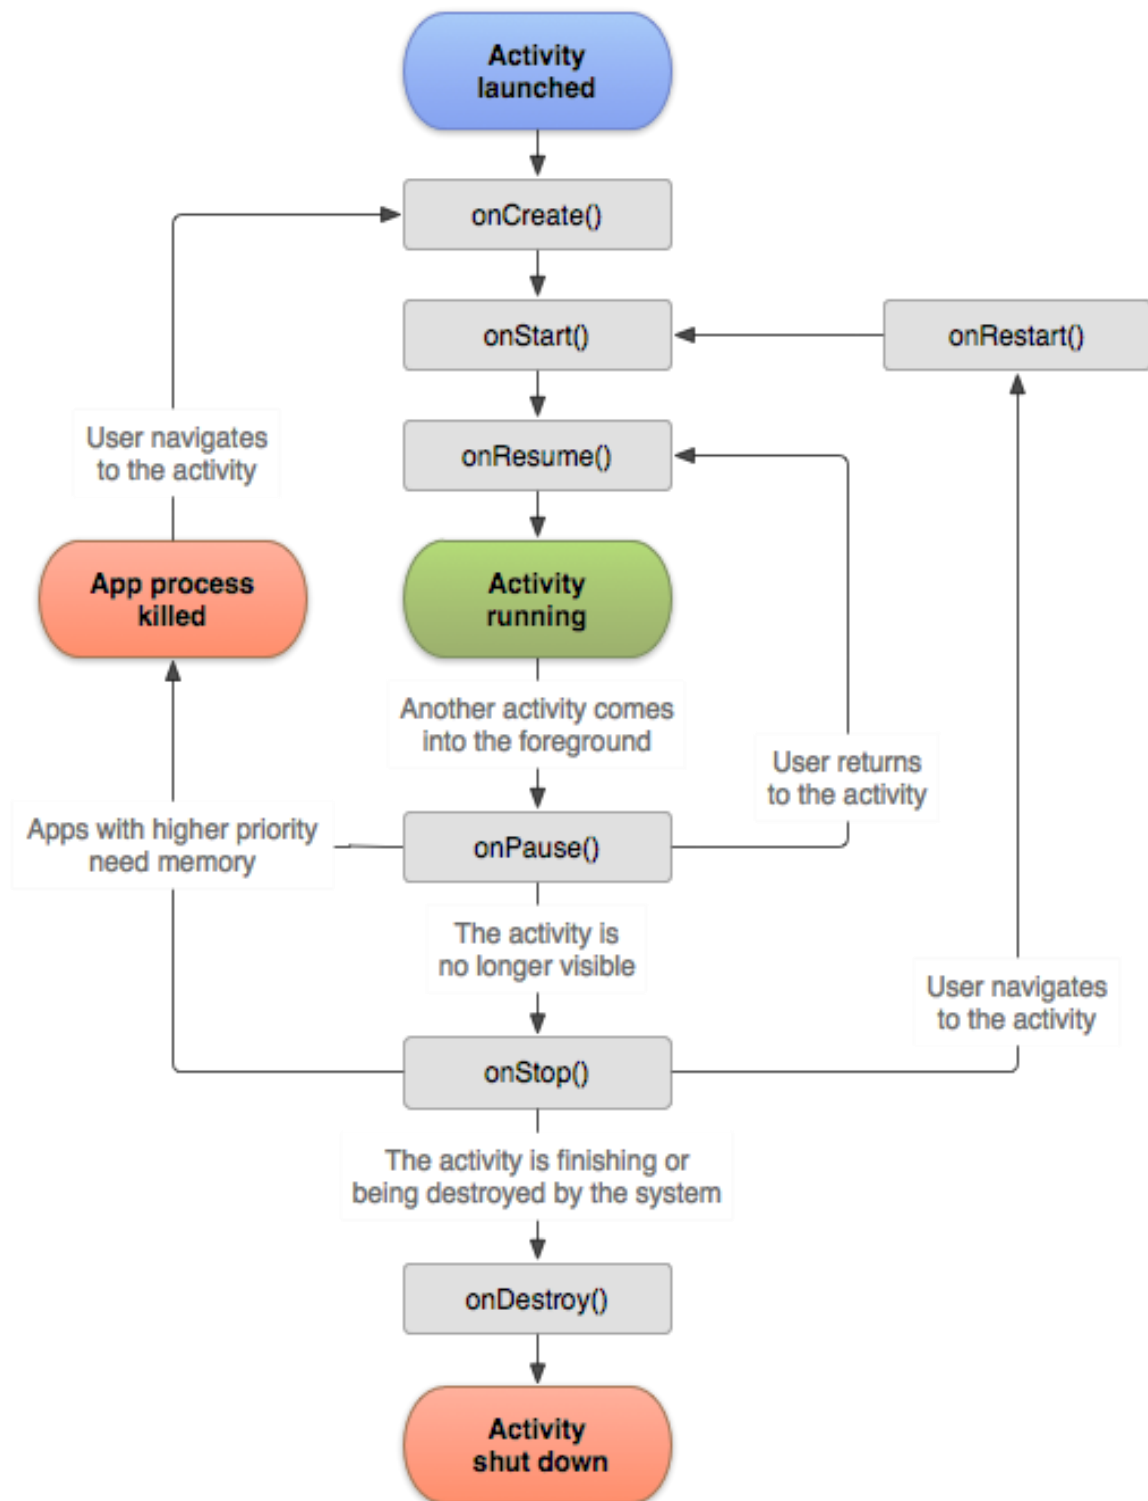 Activity
launched
onCreate()
onStart()
onRestart()
User navigates
to the activity
onResume()
App process
killed
Activity
running
Another activity comes
into the foreground
User returns
to the activity
Apps with higher priority
need memory
onPause()
The activity is
no longer visible
User navigates
to the activity
onStop()
The activity is finishing or
being destroyed by the system
onDestroy()
Activity
shut down